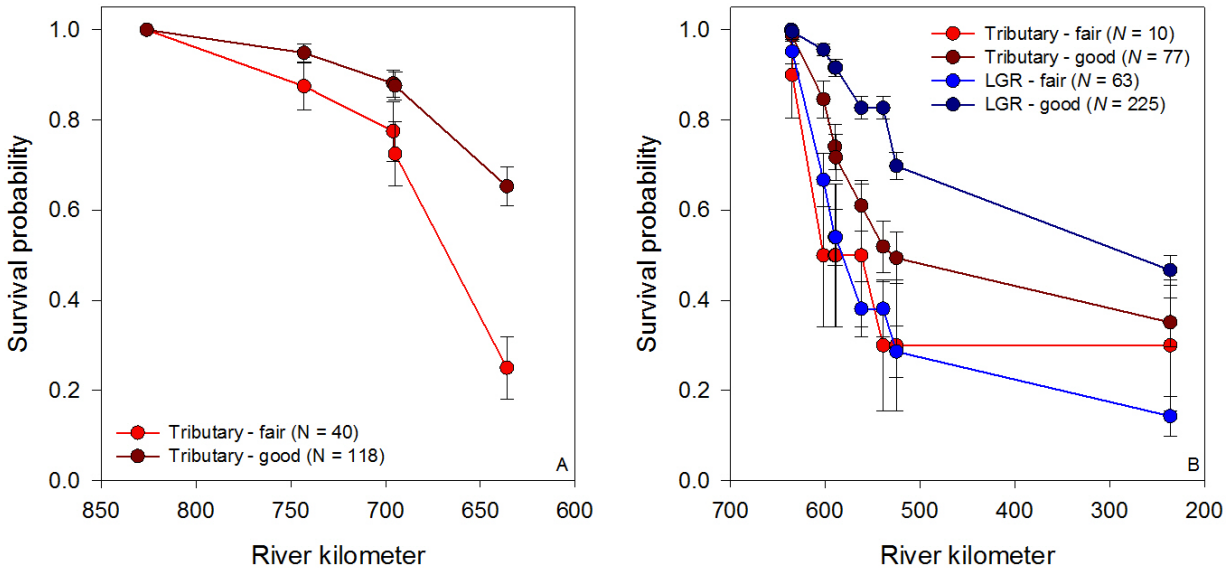 Survival probability
1.0
0.8
0.6
0.4
0.2
0.0
Tributary - fair (N = 40)
Tributary - good (N = 118)
A
850 800 750 700 650 600
River kilometer
Survival probability
1.0
0.8
0.6
0.4
0.2
0.0
Tributary - fair (N = 10)
Tributary - good (N = 77)
LGR - fair (N = 63)
LGR - good (N = 225)
B
700 600 500 400 300 200
River kilometer